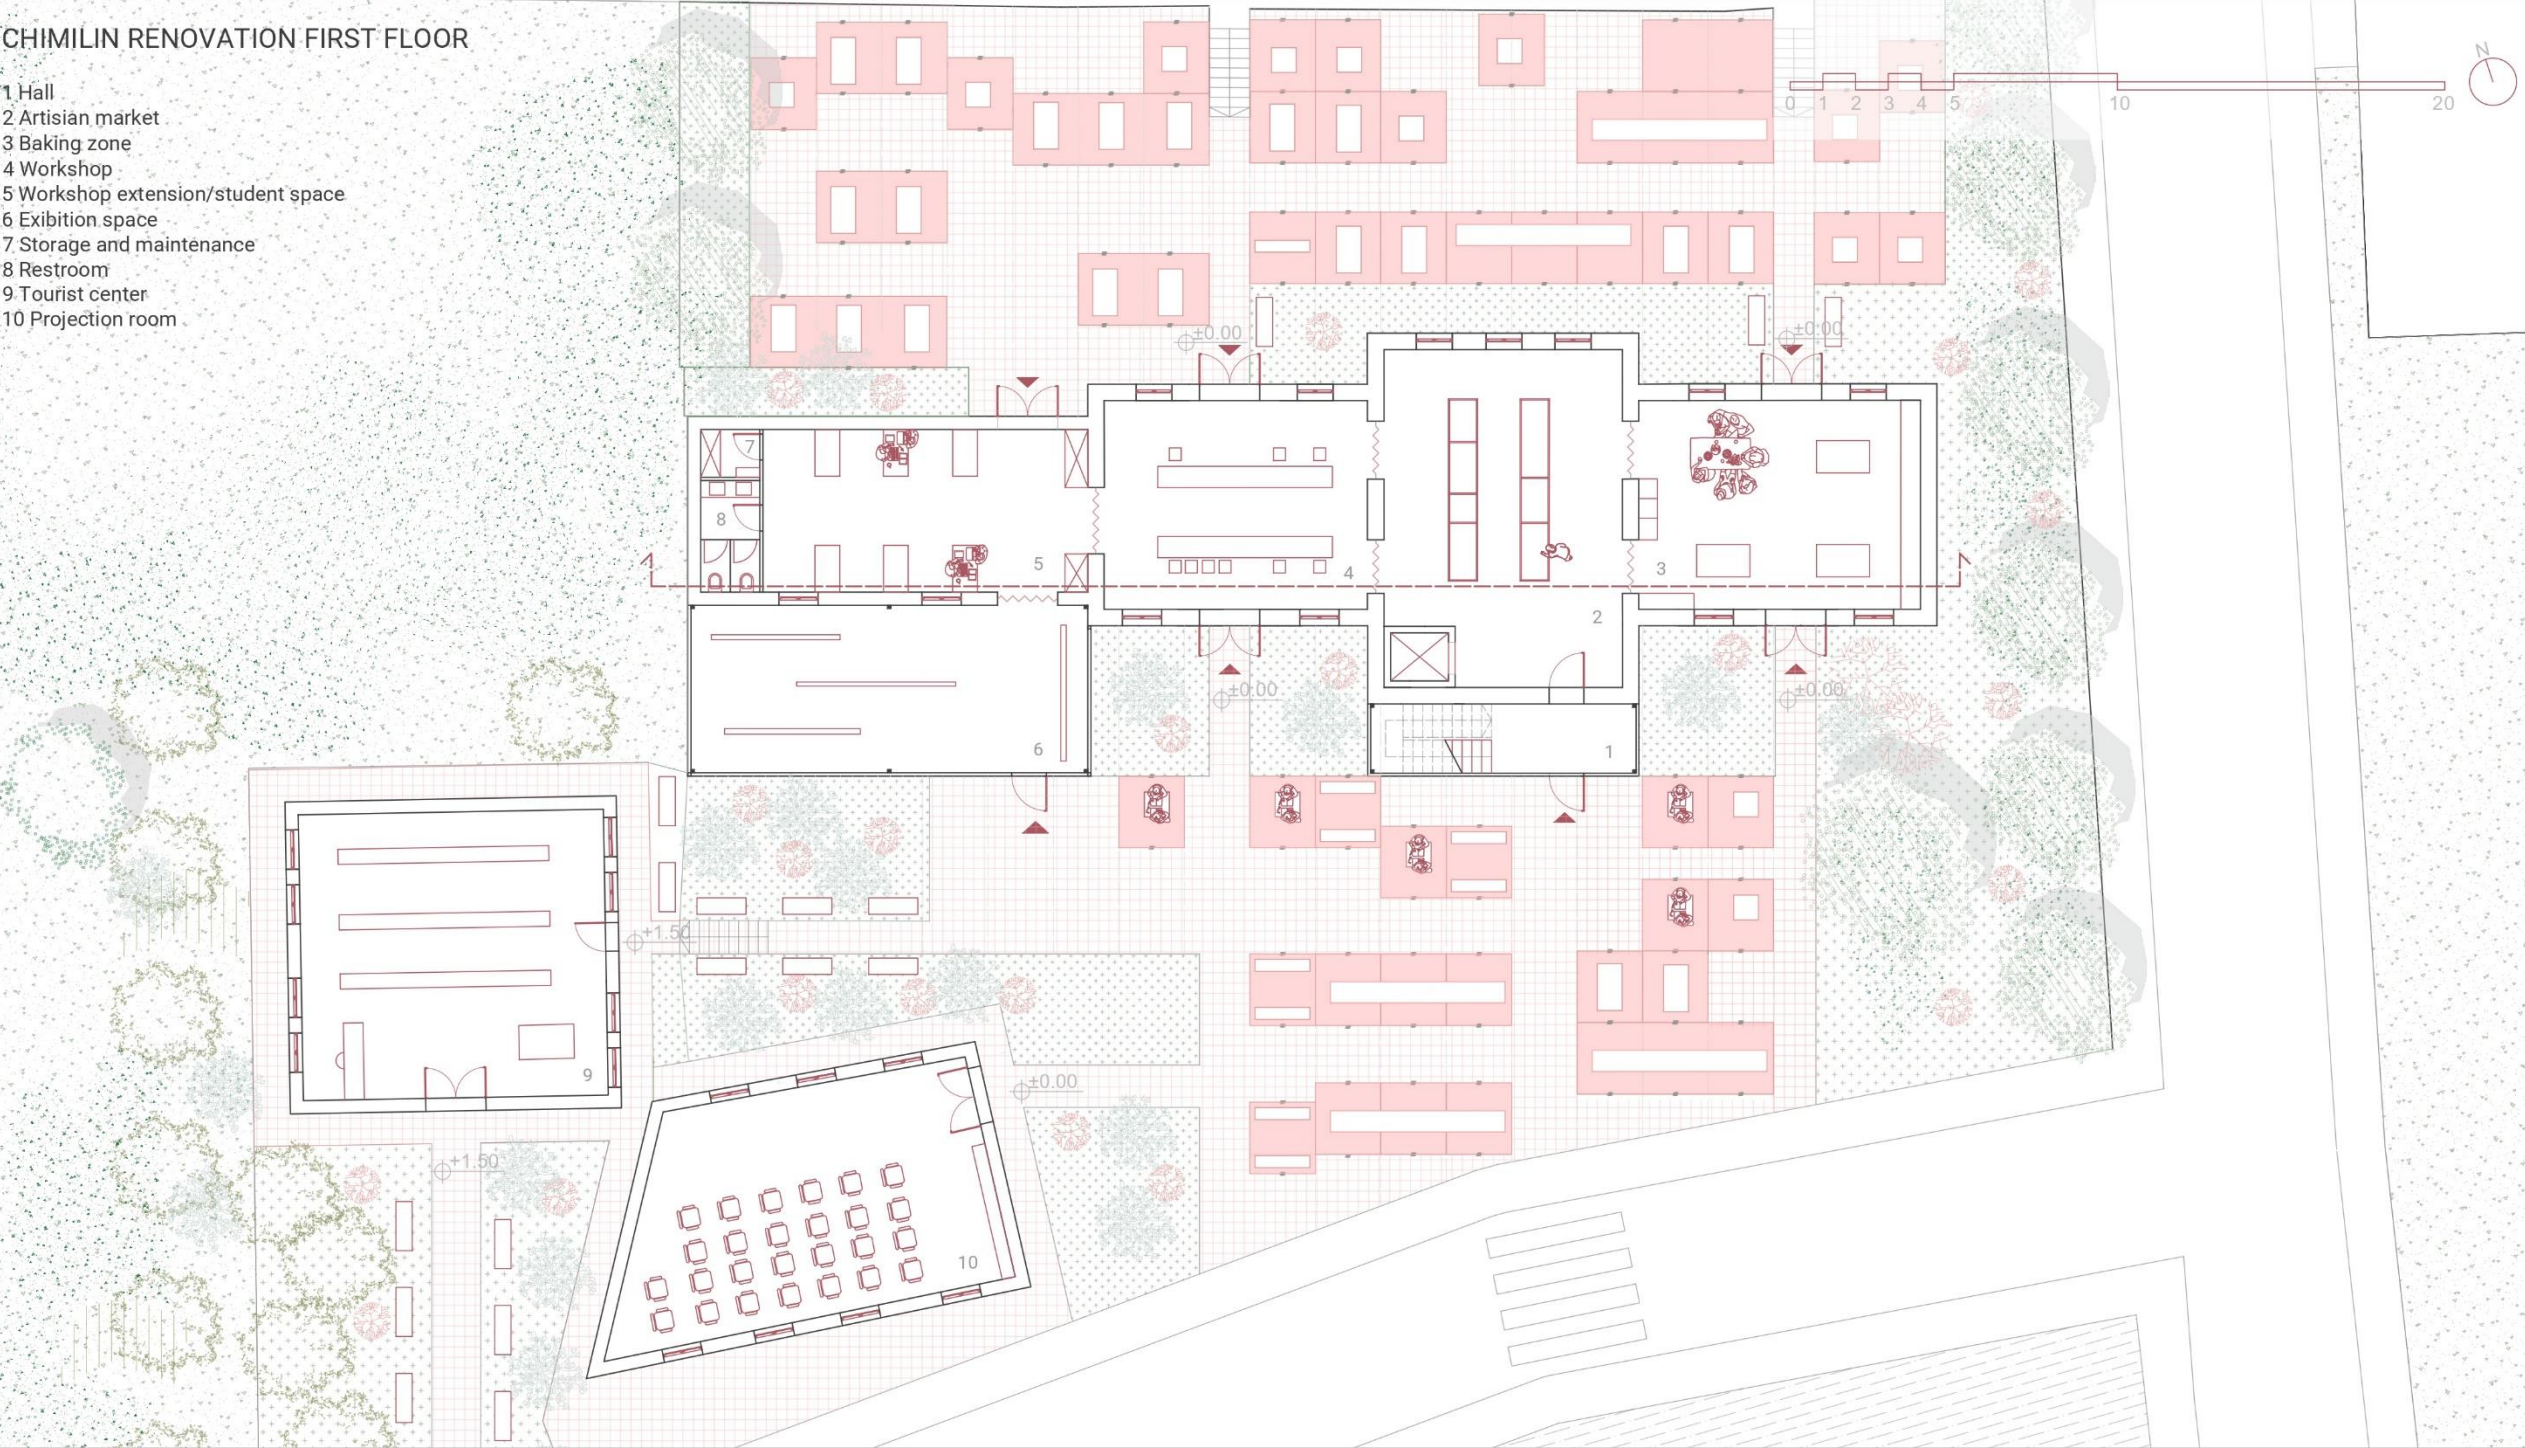 CHIMILIN RENOVATION FIRST FLOOR
1 Hall
2 Artisian market
3 Baking zone
4 Workshop
5 Workshop extension/student space
6 Exibition space
7 Storage and maintenance
8 Restroom
9 Tourist center
10 Projection room
N
0 1 2 3 4 5 10 20
±0.00
±0.00
7
8
5
4
3
2
±0.00
±0.00
6
1
+1.50
9
±0.00
+1.50
10